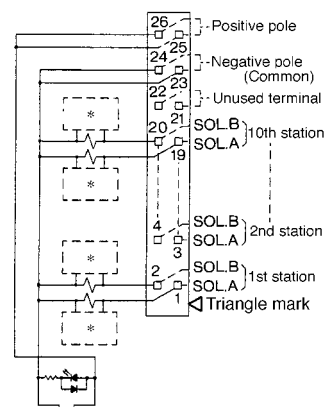 26
Positive pole
25
24
Negative pole
(Common)
23
22
Unused terminal
21
SOL.B
10th station
20
SOL.A
19
*
*
4
SOL.B
2nd station
SOL.A
3
*
2
SOL.B
1st station
SOL.A
1
*
Triangle mark